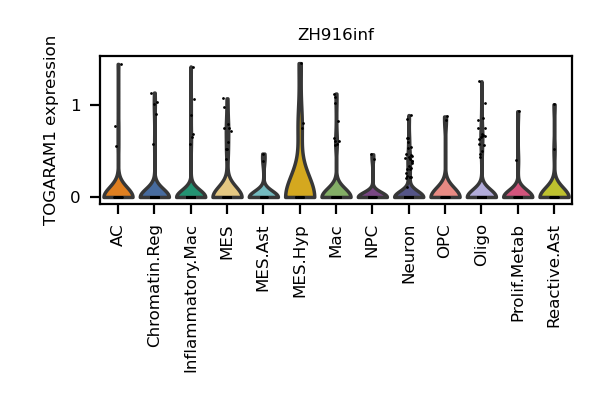 ZH916inf
TOGARAM1 expression
1
0
AC
Chromatin.Reg
Inflammatory.Mac
MES
MES.Ast
MES.Hyp
Mac
NPC
Neuron
OPC
Oligo
Prolif.Metab
Reactive.Ast